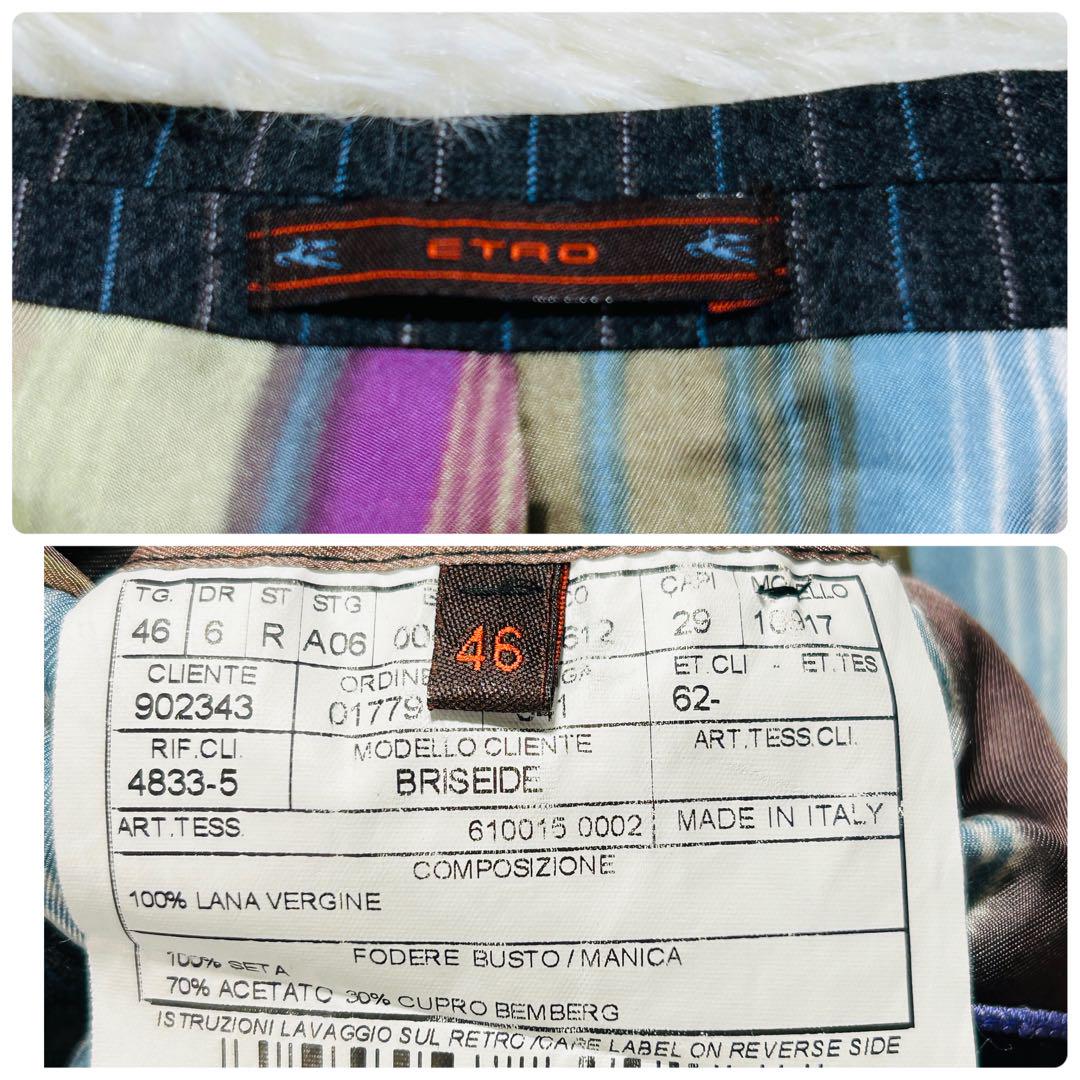 ETRO
TG. DR ST STG CAPI
46 6 R A06 29
46
CLIENTE ET.CLI - ET.TES
902343 62-
RIF.CLI. MODELLO CLIENTE ART.TESS.CLI.
4833-5 BRISEIDE
ART.TESS. 610015 0002 MADE IN ITALY
COMPOSIZIONE
100% LANA VERGINE
FODERE BUSTO / MANICA
100% SETA
70% ACETATO 30% CUPRO BEMBERG
ISTRUZIONI LAVAGGIO SUL RETRO /CARE LABEL ON REVERSE SIDE